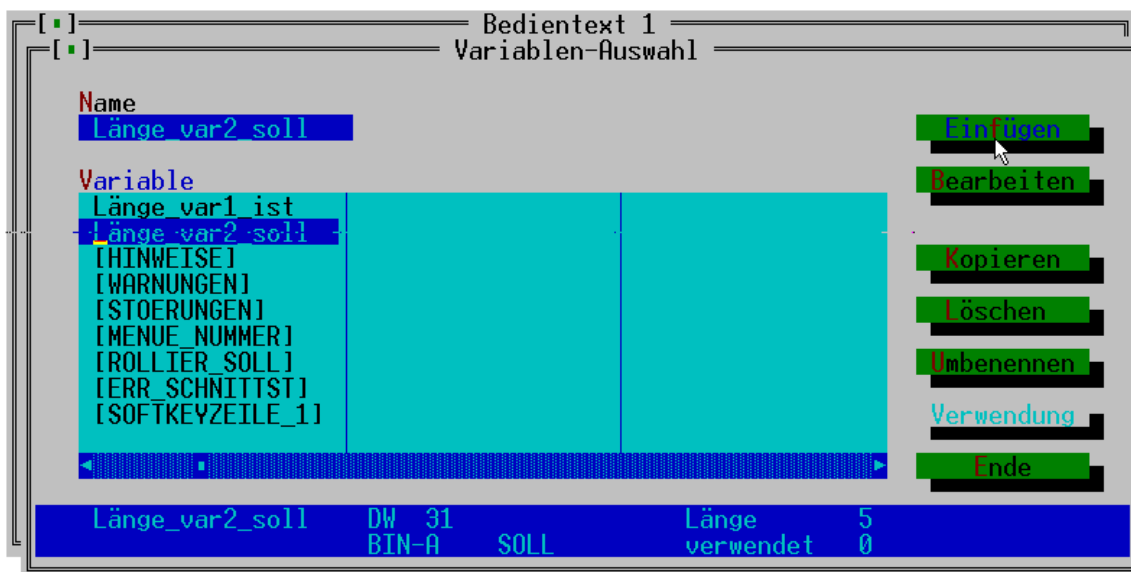 [▪] Bedientext 1
[▪] Variablen-Auswahl
Name
Länge_var2_soll
Einfügen
Variable
Bearbeiten
Länge_var1_ist
Länge_var2_soll
[HINWEISE]
Kopieren
[WARNUNGEN]
[STOERUNGEN]
Löschen
[MENUE_NUMMER]
[ROLLIER_SOLL]
Umbenennen
[ERR_SCHNITTST]
[SOFTKEYZEILE_1]
Verwendung
Ende
Länge_var2_soll DW 31 Länge 5
BIN-A SOLL verwendet 0